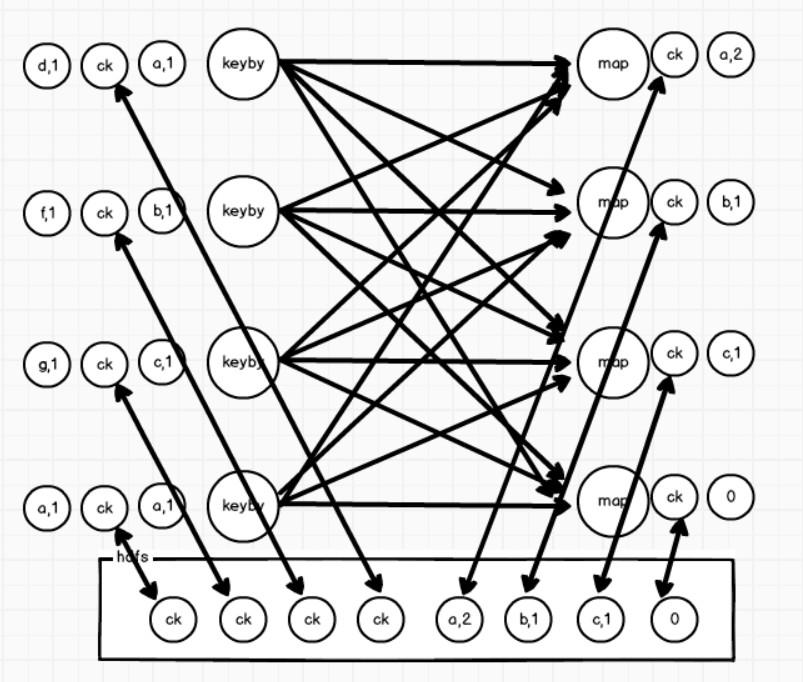 d,1 ck a,1 keyby map ck a,2
f,1 ck b,1 keyby map ck b,1
g,1 ck c,1 keyby map ck c,1
a,1 ck a,1 keyby map ck 0
hdfs
ck ck ck ck a,2 b,1 c,1 0